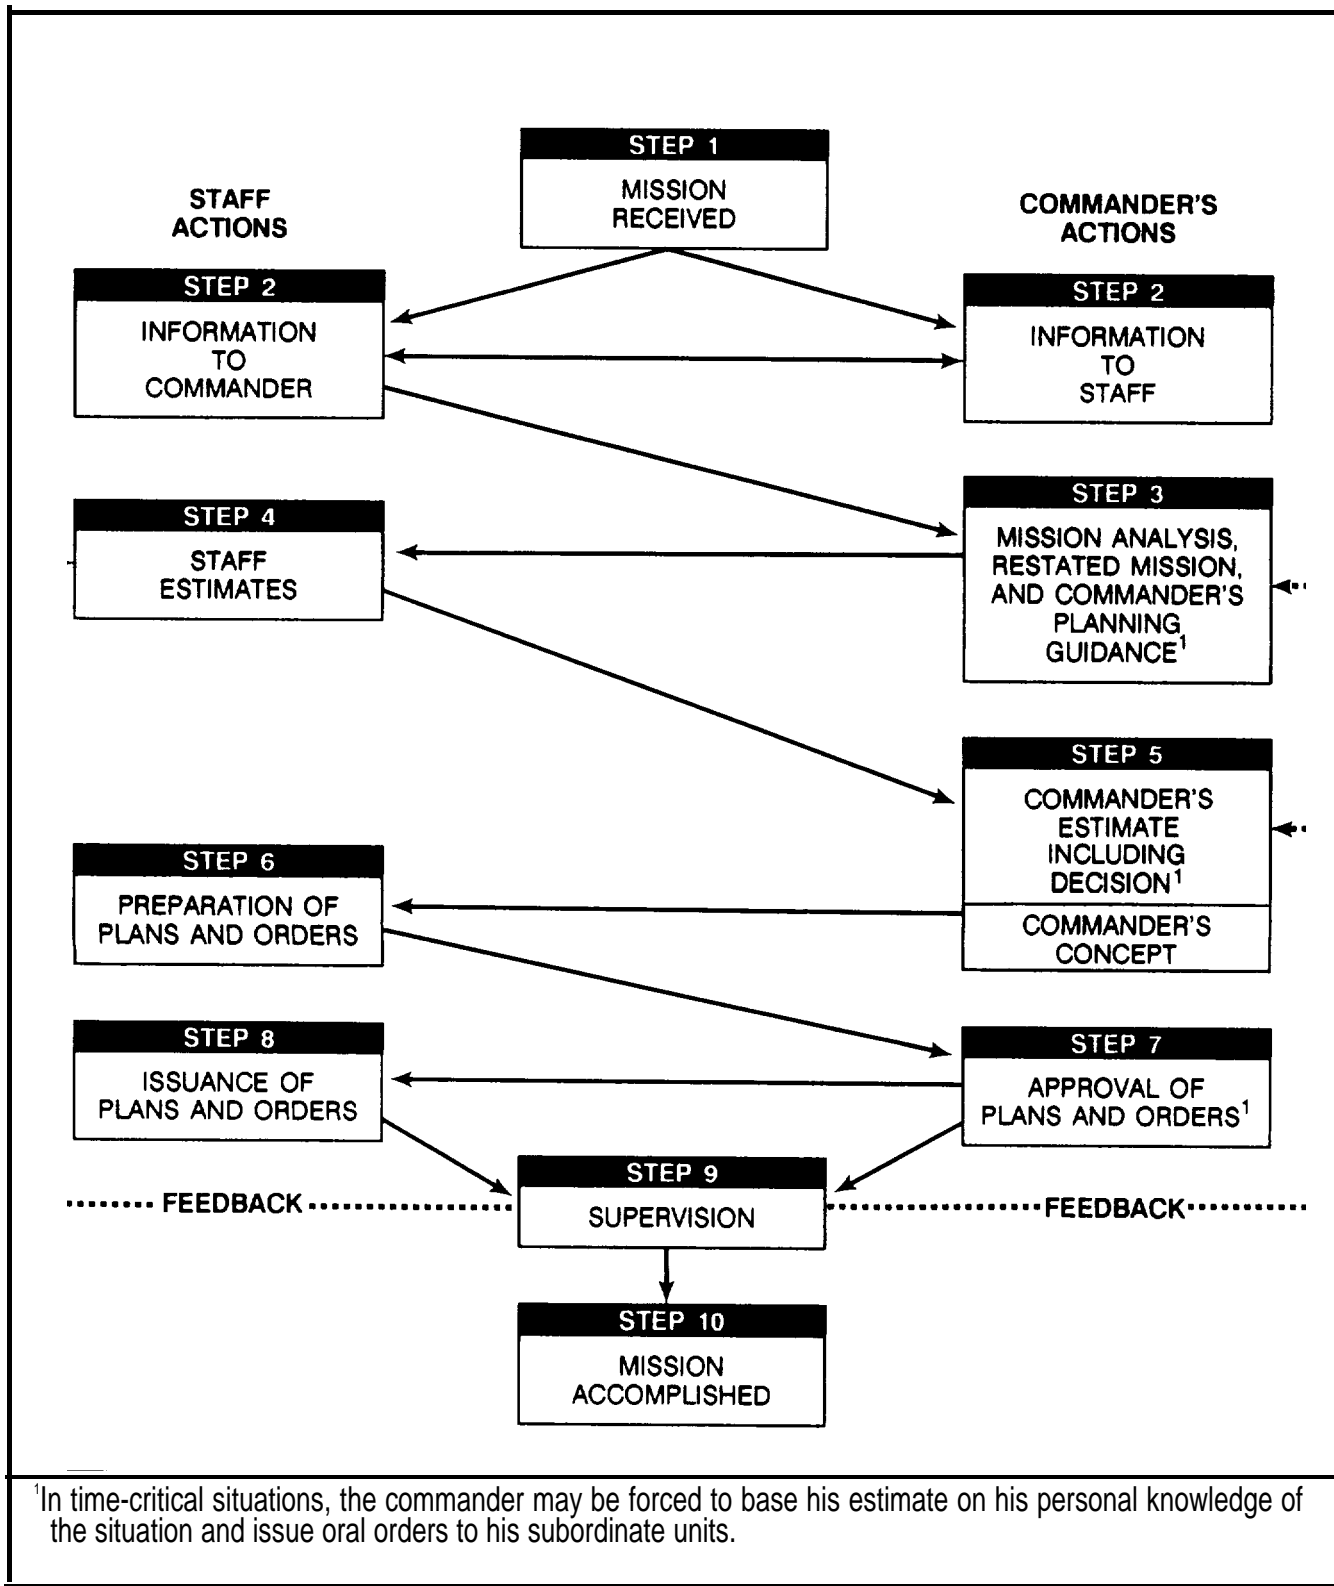 STEP 1
MISSION
RECEIVED
STAFF
ACTIONS
COMMANDER'S
ACTIONS
STEP 2
INFORMATION
TO
COMMANDER
STEP 2
INFORMATION
TO
STAFF
STEP 3
MISSION ANALYSIS,
RESTATED MISSION,
AND COMMANDER'S
PLANNING
GUIDANCE¹
STEP 4
STAFF
ESTIMATES
STEP 5
COMMANDER'S
ESTIMATE
INCLUDING
DECISION¹
COMMANDER'S
CONCEPT
STEP 6
PREPARATION OF
PLANS AND ORDERS
STEP 7
APPROVAL OF
PLANS AND ORDERS¹
STEP 8
ISSUANCE OF
PLANS AND ORDERS
STEP 9
SUPERVISION
FEEDBACK
FEEDBACK
STEP 10
MISSION
ACCOMPLISHED
¹In time-critical situations, the commander may be forced to base his estimate on his personal knowledge of
the situation and issue oral orders to his subordinate units.